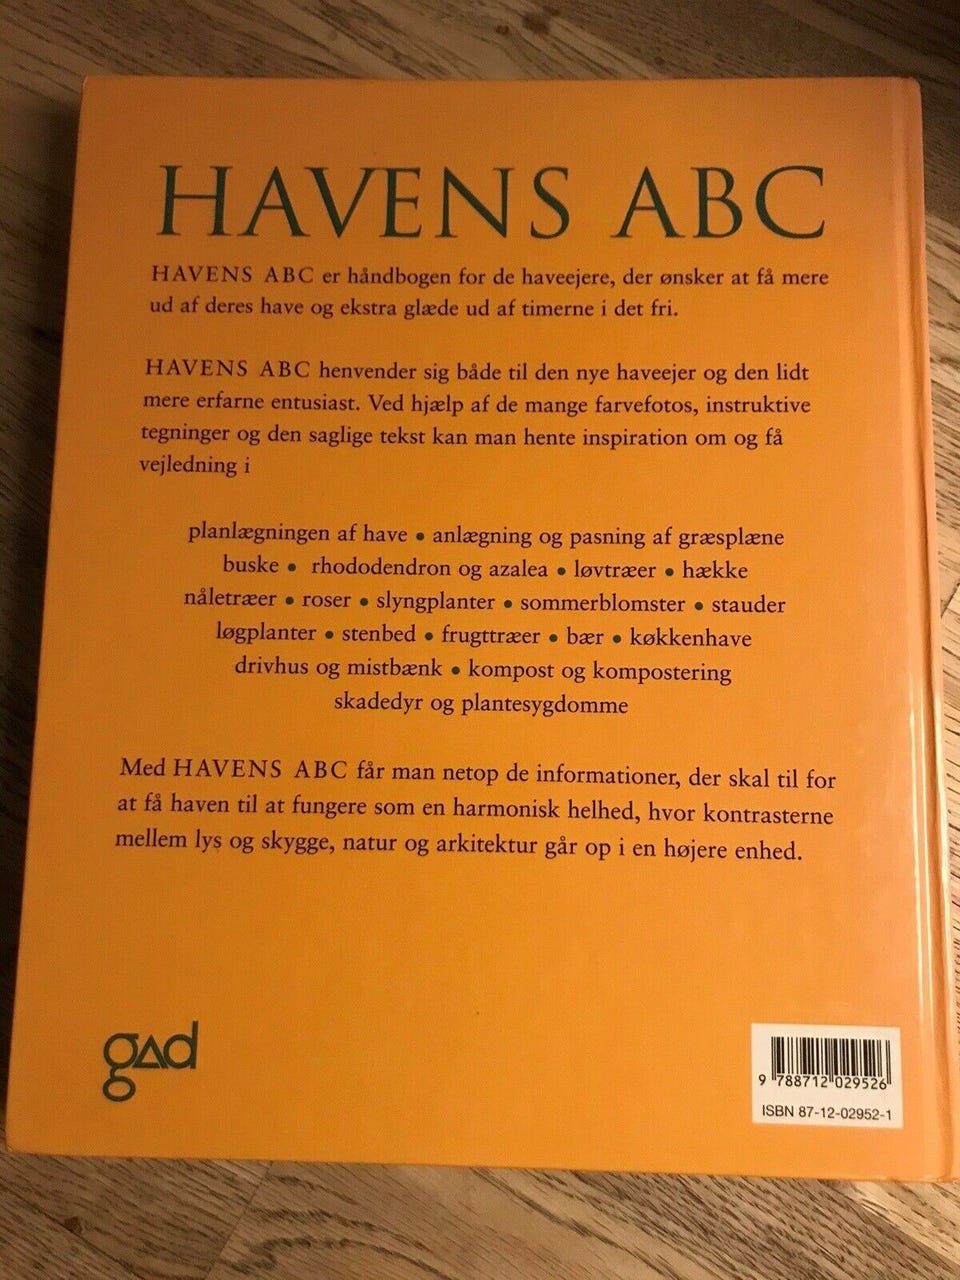 HAVENS ABC
HAVENS ABC er håndbogen for de haveejere, der ønsker at få mere
ud af deres have og ekstra glæde ud af timerne i det fri.
HAVENS ABC henvender sig både til den nye haveejer og den lidt
mere erfarne entusiast. Ved hjælp af de mange farvefotos, instruktive
tegninger og den saglige tekst kan man hente inspiration om og få
vejledning i
planlægningen af have • anlægning og pasning af græsplæne
buske • rhododendron og azalea • løvtræer • hække
nåletræer • roser • slyngplanter • sommerblomster • stauder
løgplanter • stenbed • frugttræer • bær • køkkenhave
drivhus og mistbænk • kompost og kompostering
skadedyr og plantesygdomme
Med HAVENS ABC får man netop de informationer, der skal til for
at få haven til at fungere som en harmonisk helhed, hvor kontrasterne
mellem lys og skygge, natur og arkitektur går op i en højere enhed.
gad
9 788712 029526
ISBN 87-12-02952-1